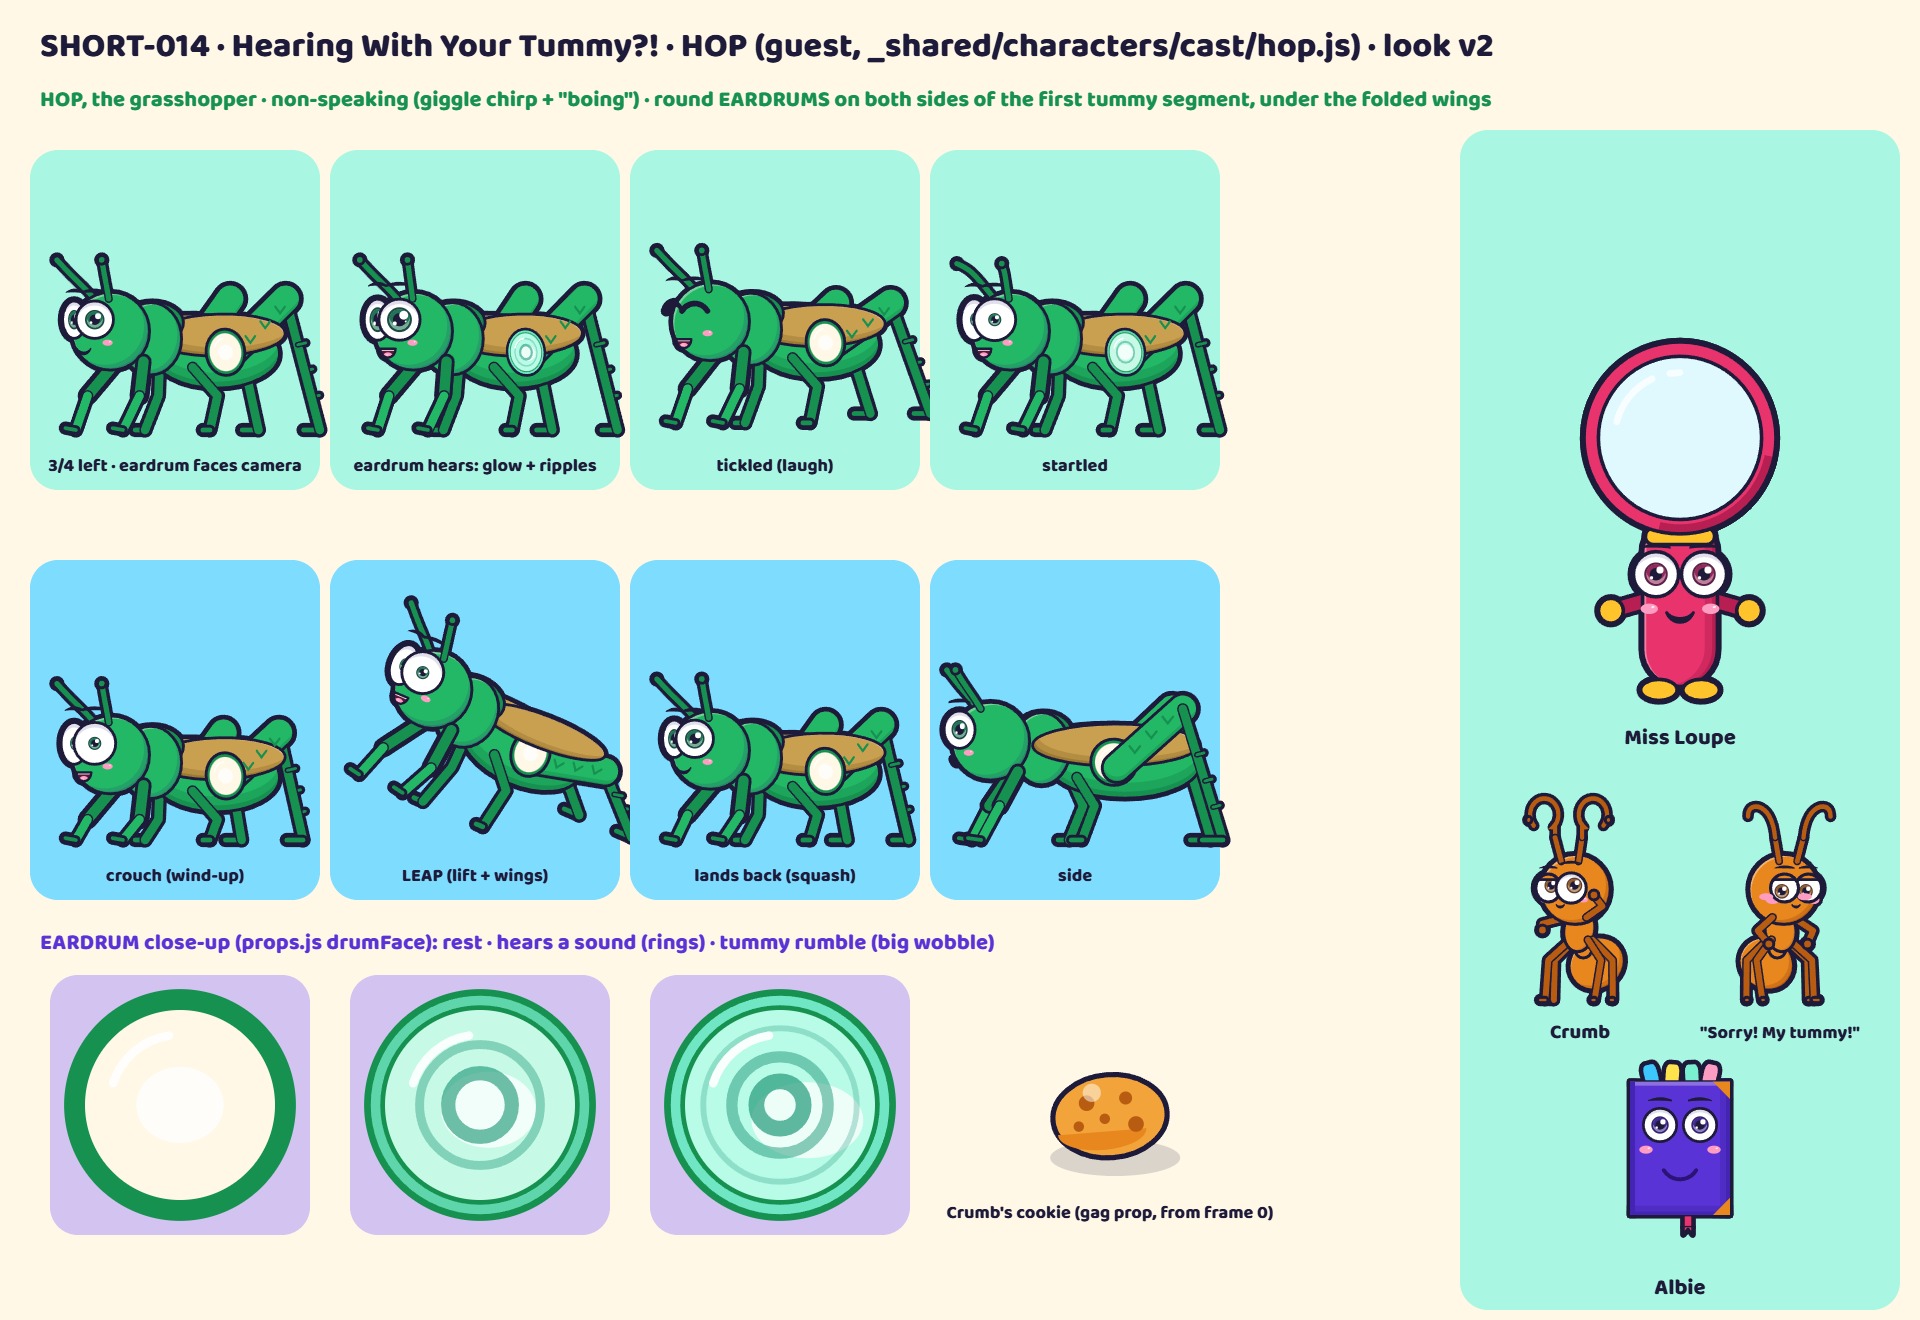 SHORT-014 · Hearing With Your Tummy?! · HOP (guest, _shared/characters/cast/hop.js) · look v2
HOP, the grasshopper · non-speaking (giggle chirp + "boing") · round EARDRUMS on both sides of the first tummy segment, under the folded wings
3/4 left · eardrum faces camera
eardrum hears: glow + ripples
tickled (laugh)
startled
Miss Loupe
crouch (wind-up)
LEAP (lift + wings)
lands back (squash)
side
EARDRUM close-up (props.js drumFace): rest · hears a sound (rings) · tummy rumble (big wobble)
Crumb
"Sorry! My tummy!"
Crumb's cookie (gag prop, from frame 0)
Albie